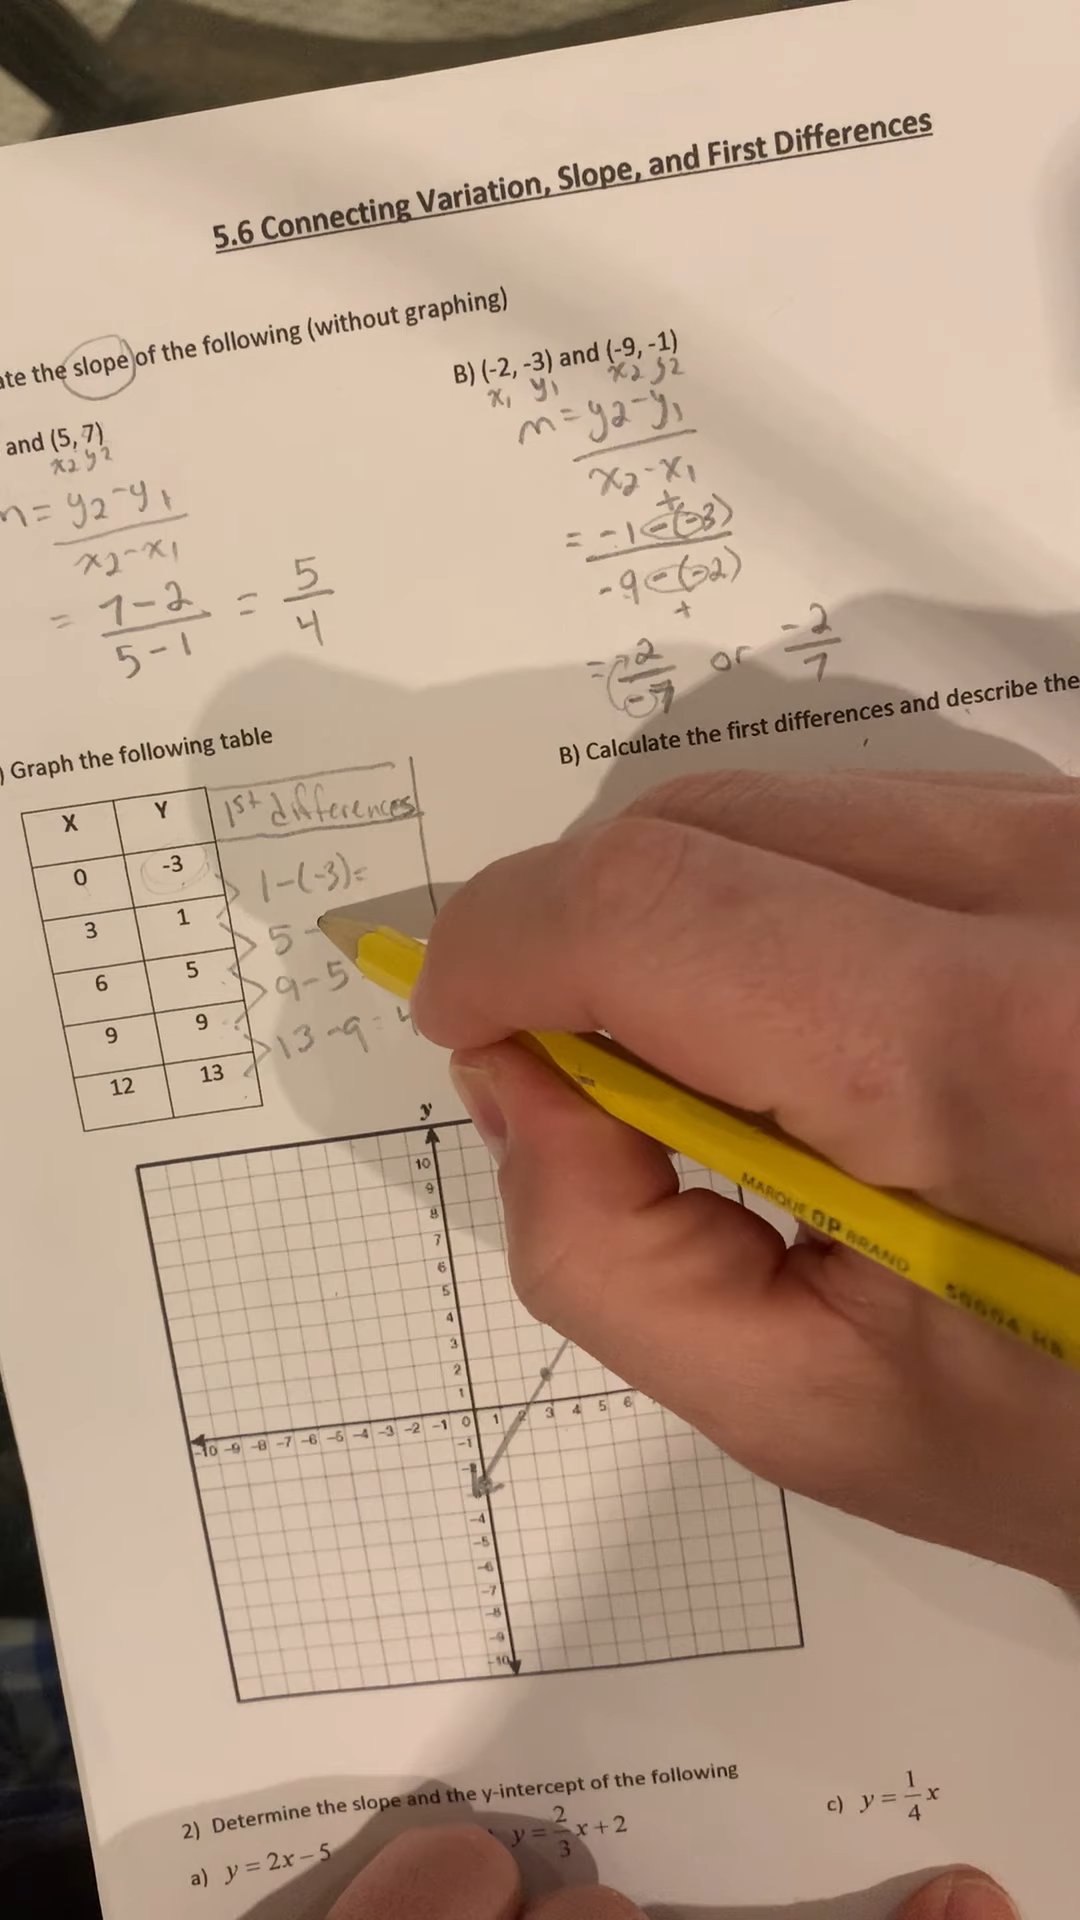 5.6 Connecting Variation, Slope, and First Differences
ate the slope of the following (without graphing)
and (5, 7)
x2 y2
m = y2-y1
x2-x1
= 7-2 = 5
5-1 4
B) (-2, -3) and (-9, -1)
x1 y1 x2 y2
m = y2-y1
x2-x1
+
= -1-(-3)
-9-(-2)
+
= 2 or -2
-7 7
) Graph the following table
X Y 1st differences
0 -3
1-(-3)=
3 1
5-
6 5
9-5
9 9
13-9=4
12 13
B) Calculate the first differences and describe the
y
10
9
8
7
6
5
4
3
2
1
-10 -9 -8 -7 -6 -5 -4 -3 -2 -1 0 1 2 3 4 5 6
-1
-4
-5
-6
-7
-8
-9
-10
MARQUE OP BRAND HB
2) Determine the slope and the y-intercept of the following
a) y = 2x - 5
y = 2/3 x + 2
c) y = 1/4 x